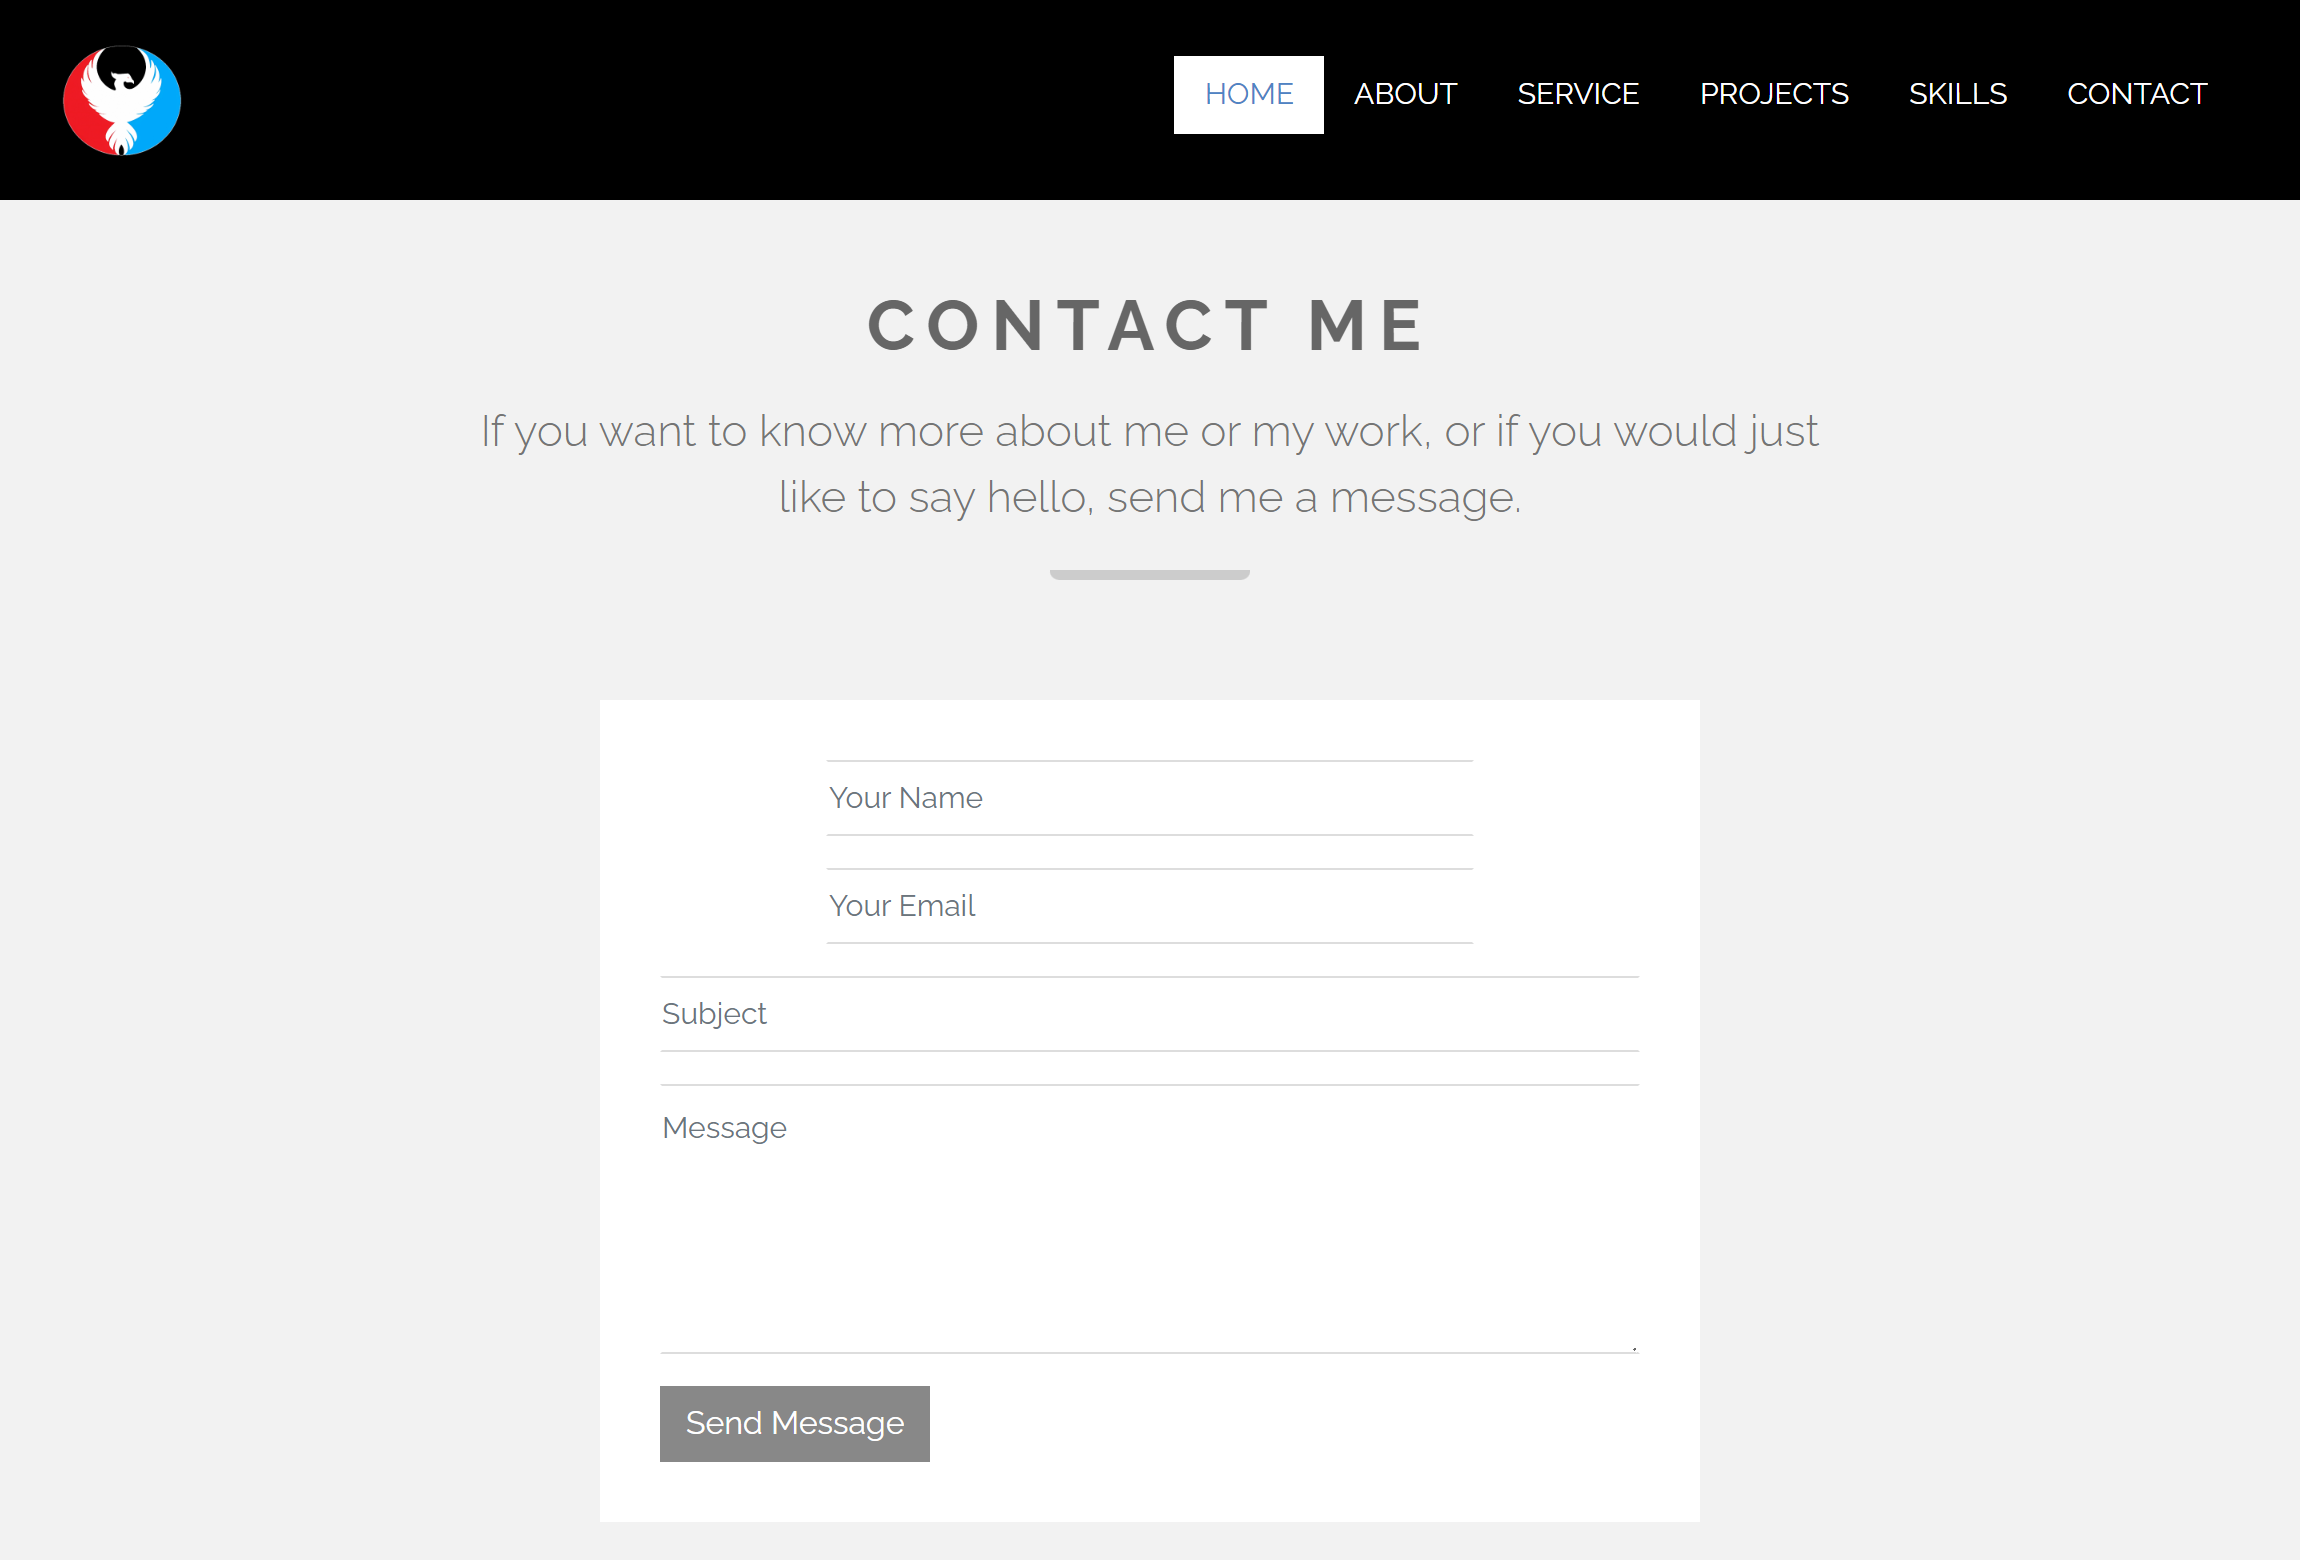 HOME ABOUT SERVICE PROJECTS SKILLS CONTACT
CONTACT ME
If you want to know more about me or my work, or if you would just
like to say hello, send me a message.
Your Name
Your Email
Subject
Message
Send Message